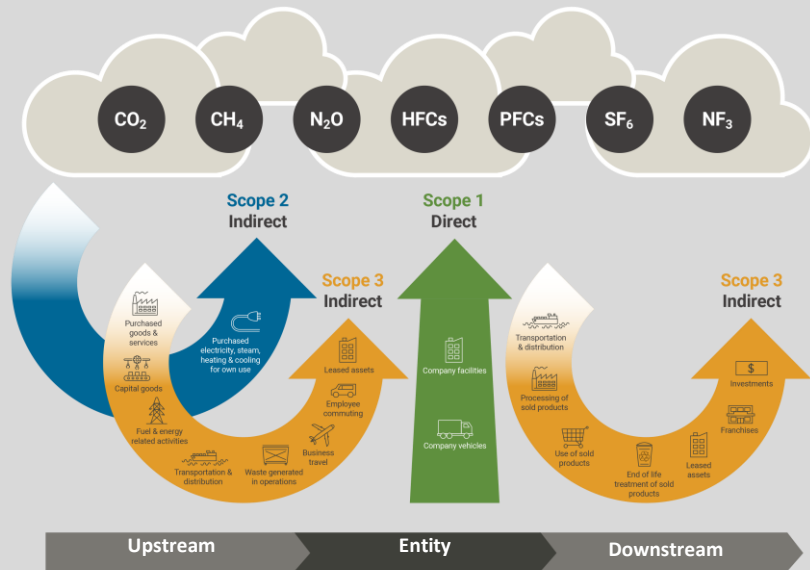 CO₂
CH₄
N₂O
HFCs
PFCs
SF₆
NF₃
Scope 2
Indirect
Scope 1
Direct
Scope 3
Indirect
Scope 3
Indirect
Purchased
goods &
services
Capital goods
Fuel & energy
related activities
Transportation &
distribution
Waste generated
in operations
Business
travel
Employee
commuting
Leased assets
Purchased
electricity, steam,
heating & cooling
for own use
Company facilities
Company vehicles
Transportation
& distribution
Processing of
sold products
Use of sold
products
End of life
treatment of sold
products
Leased
assets
Franchises
Investments
$
Upstream
Entity
Downstream